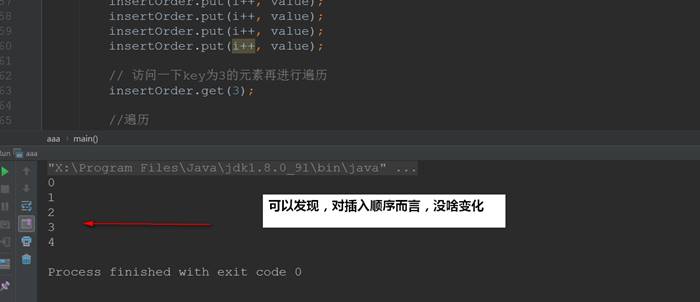 57 insertOrder.put(i++, value);
58 insertOrder.put(i++, value);
59 insertOrder.put(i++, value);
60 insertOrder.put(i++, value);
61
62 // 访问一下key为3的元素再进行遍历
63 insertOrder.get(3);
64
65 //遍历
aaa › main()
Run aaa
"X:\Program Files\Java\jdk1.8.0_91\bin\java" ...
0
1
2
可以发现，对插入顺序而言，没啥变化
3
4
Process finished with exit code 0